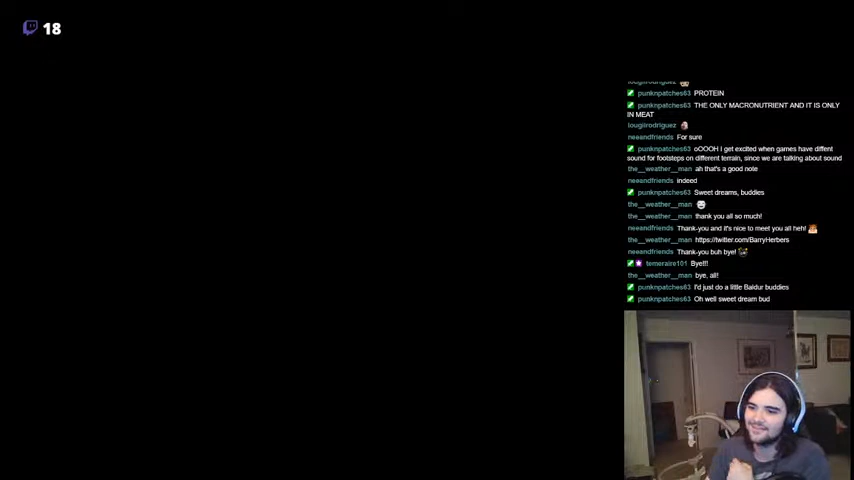 18
lougiirodriguez
punknpatches63 PROTEIN
punknpatches63 THE ONLY MACRONUTRIENT AND IT IS ONLY
IN MEAT
lougiirodriguez
neeandfriends For sure
punknpatches63 oOOOH I get excited when games have diffent
sound for footsteps on different terrain, since we are talking about sound
the__weather__man ah that's a good note
neeandfriends indeed
punknpatches63 Sweet dreams, buddies
the__weather__man
the__weather__man thank you all so much!
neeandfriends Thank-you and it's nice to meet you all heh!
the__weather__man https://twitter.com/BarryHerbers
neeandfriends Thank-you buh bye!
temeraire101 Bye!!!
the__weather__man bye, all!
punknpatches63 I'd just do a little Baldur buddies
punknpatches63 Oh well sweet dream bud